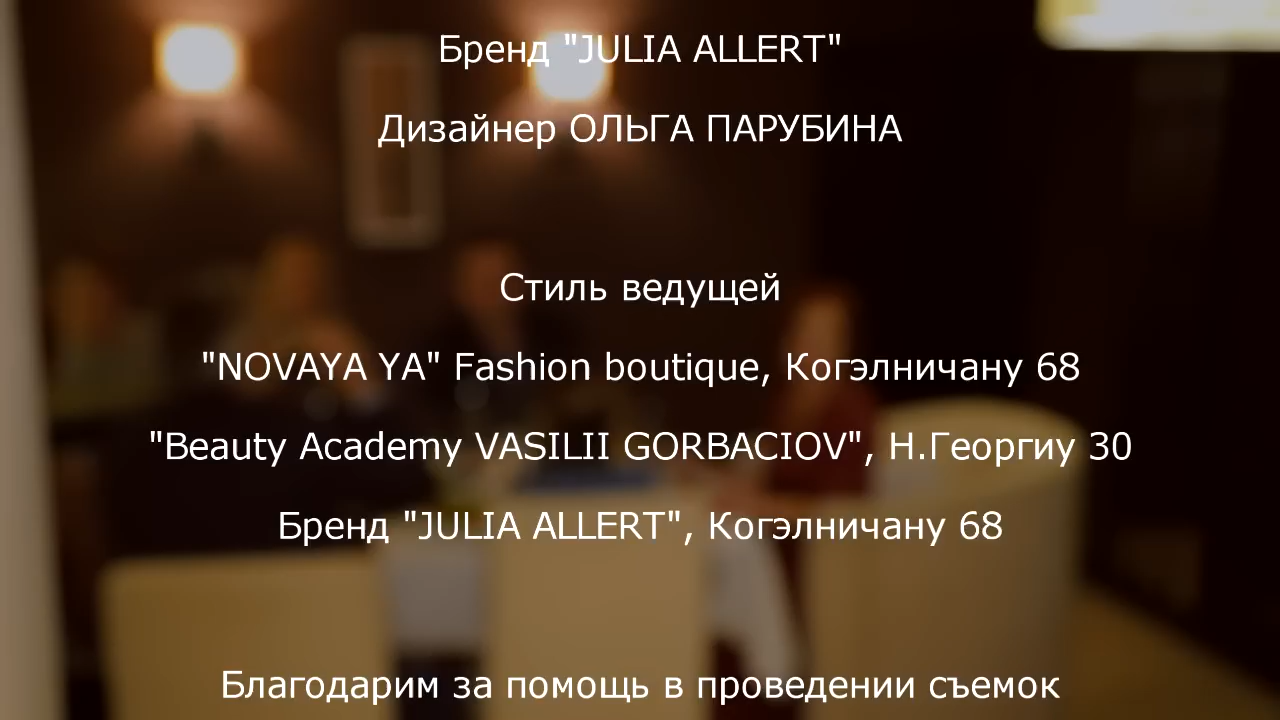 Бренд "JULIA ALLERT"
Дизайнер ОЛЬГА ПАРУБИНА
Стиль ведущей
"NOVAYA YA" Fashion boutique, Когэлничану 68
"Beauty Academy VASILII GORBACIOV", Н.Георгиу 30
Бренд "JULIA ALLERT", Когэлничану 68
Благодарим за помощь в проведении съемок